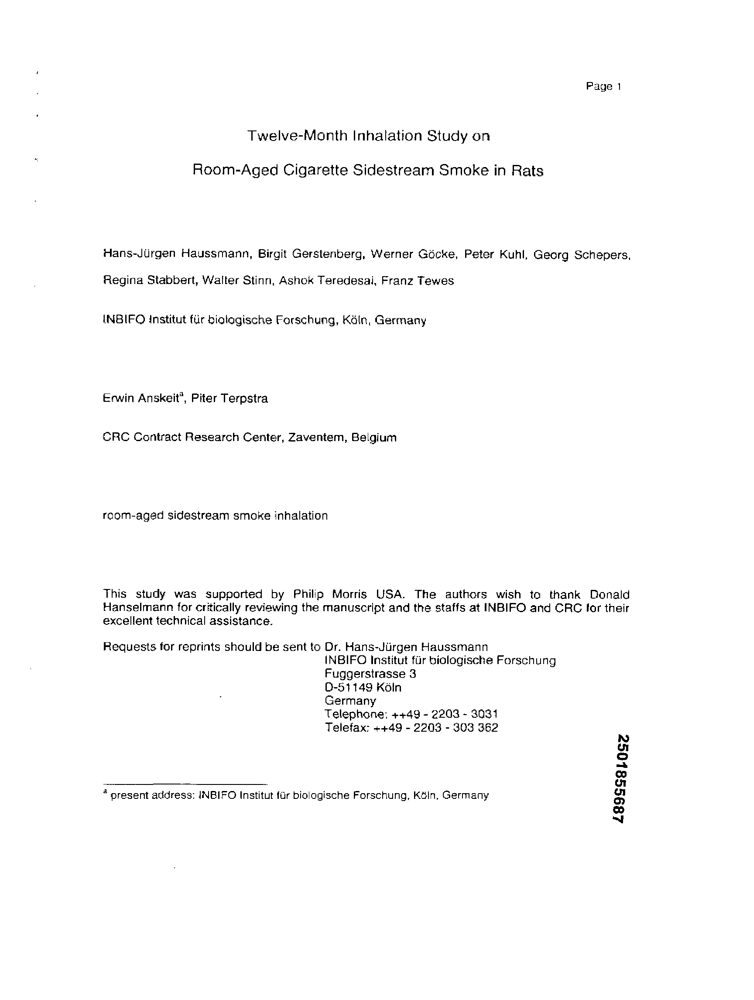 Page 1
Twelve-Month Inhalation Study on
Room-Aged Cigarette Sidestream Smoke in Rats
Hans-Jürgen Haussmann, Birgit Gerstenberg, Werner Göcke, Peter Kuhl, Georg Schepers,
Regina Stabbert, Walter Stinn, Ashok Teredesai, Franz Tewes
INBIFO Institut für biologische Forschung, Köln, Germany
Erwin Anskeitª, Piter Terpstra
CRC Contract Research Center, Zaventem, Belgium
room-aged sidestream smoke inhalation
This study was supported by Philip Morris USA. The authors wish to thank Donald
Hanselmann for critically reviewing the manuscript and the staffs at INBIFO and CRC for their
excellent technical assistance.
Requests for reprints should be sent to Dr. Hans-Jürgen Haussmann
INBIFO Institut für biologische Forschung
Fuggerstrasse 3
D-51149 Köln
Germany
Telephone: ++49 - 2203 - 3031
Telefax: ++49 - 2203 - 303 362
ª present address: INBIFO Institut für biologische Forschung, Köln, Germany
2501855687